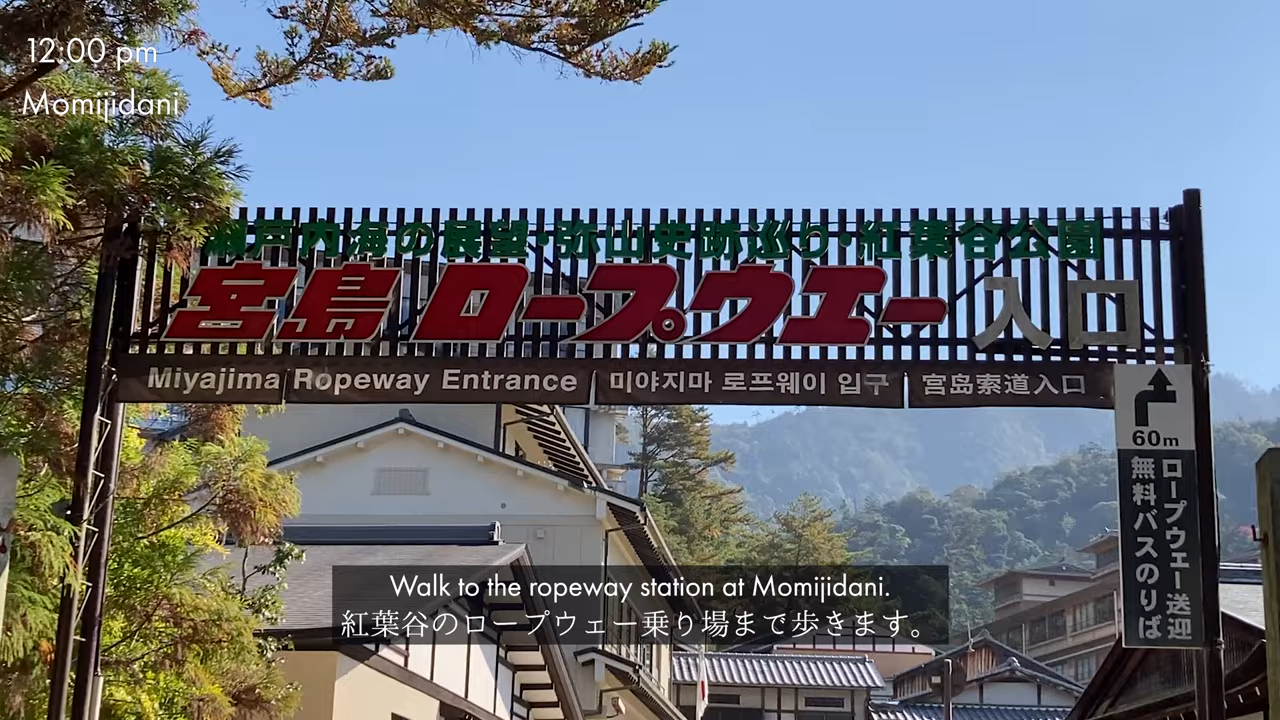 12:00 pm
Momijidani
瀬戸内海の展望・弥山史跡巡り・紅葉谷公園
宮島 ロープウエー 入口
Miyajima Ropeway Entrance 미야지마 로프웨이 입구 宮岛索道入口
60m
ロープウェー送迎
無料バスのりば
Walk to the ropeway station at Momijidani.
紅葉谷のロープウェー乗り場まで歩きます。